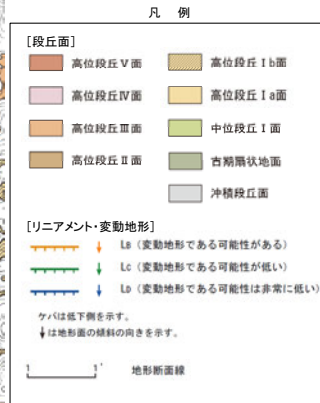 凡 例
[段丘面]
高位段丘Ⅴ面
高位段丘Ⅳ面
高位段丘Ⅲ面
高位段丘Ⅱ面
高位段丘Ⅰb面
高位段丘Ⅰa面
中位段丘Ⅰ面
古期扇状地面
沖積段丘面
[リニアメント・変動地形]
LB (変動地形である可能性がある)
LC (変動地形である可能性が低い)
LD (変動地形である可能性は非常に低い)
ケバは低下側を示す。
↓は地形面の傾斜の向きを示す。
1 1' 地形断面線